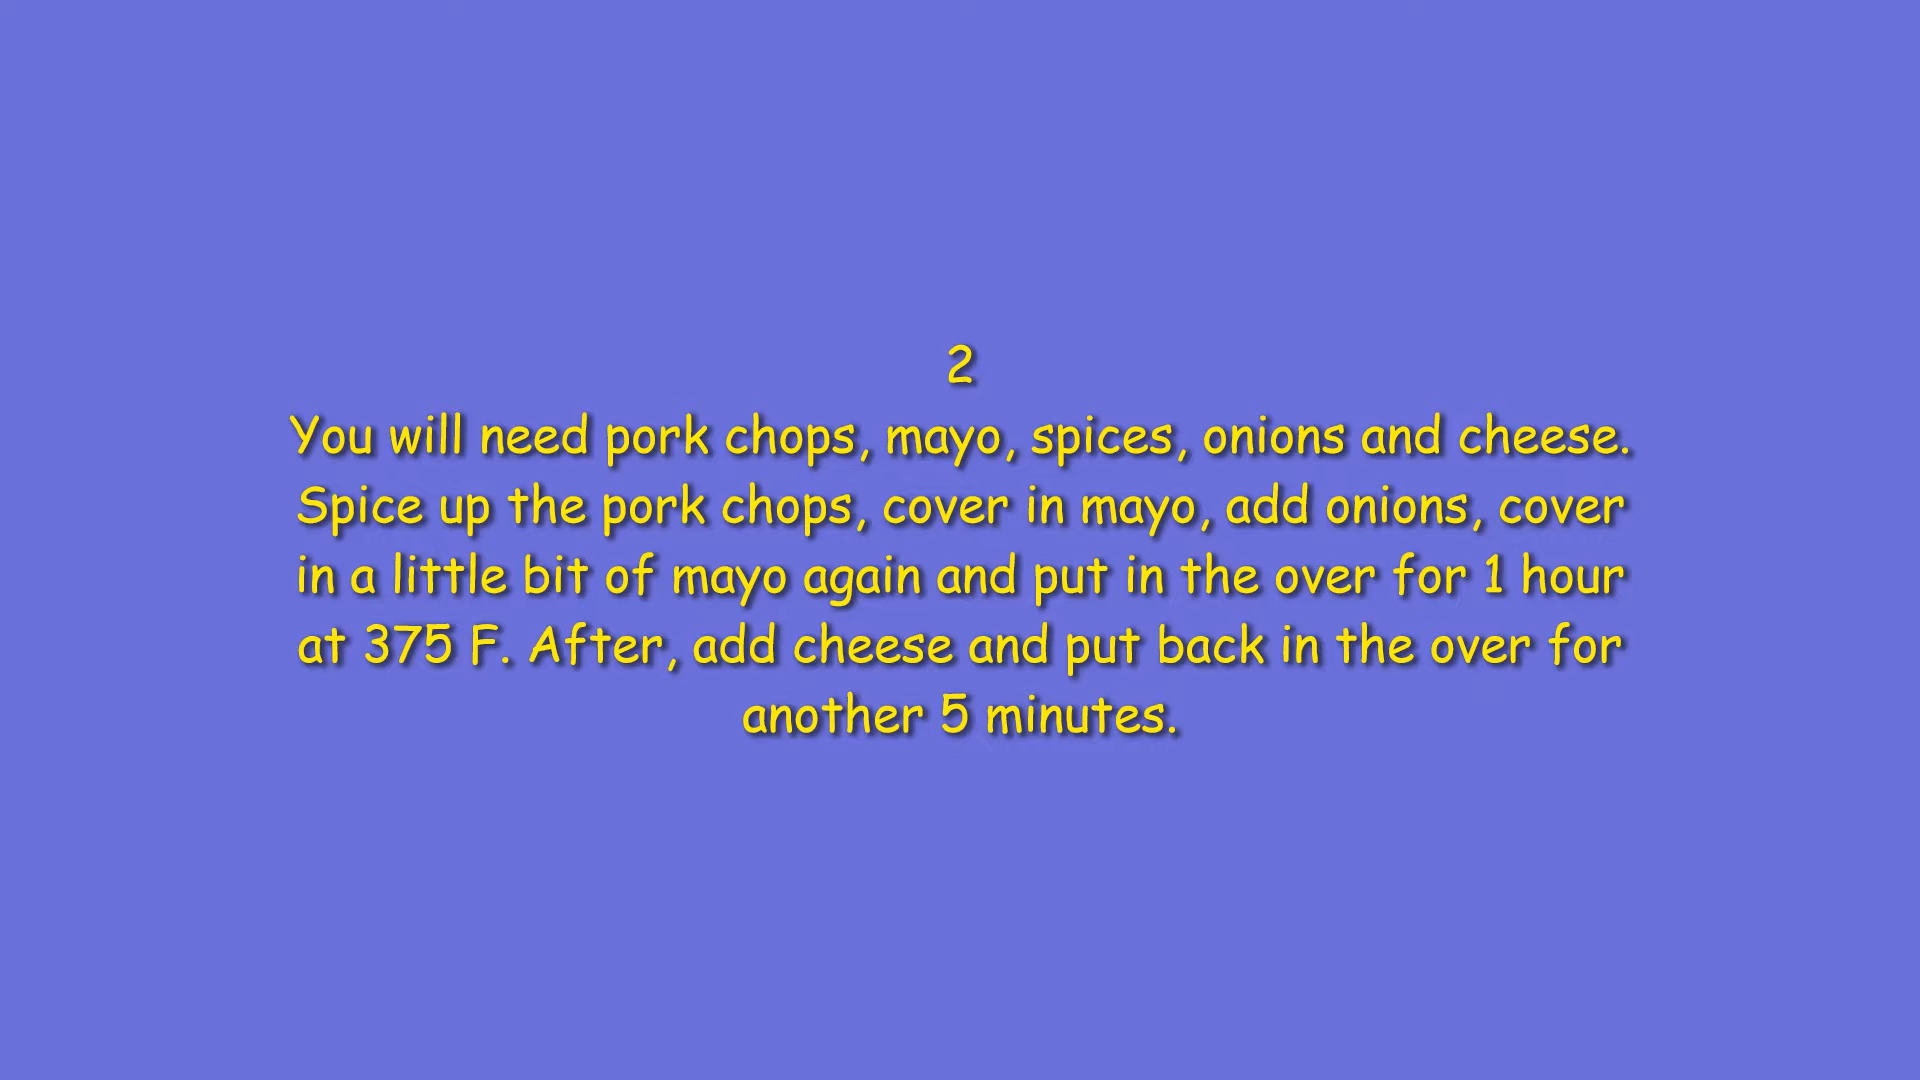 2
You will need pork chops, mayo, spices, onions and cheese.
Spice up the pork chops, cover in mayo, add onions, cover
in a little bit of mayo again and put in the over for 1 hour
at 375 F. After, add cheese and put back in the over for
another 5 minutes.